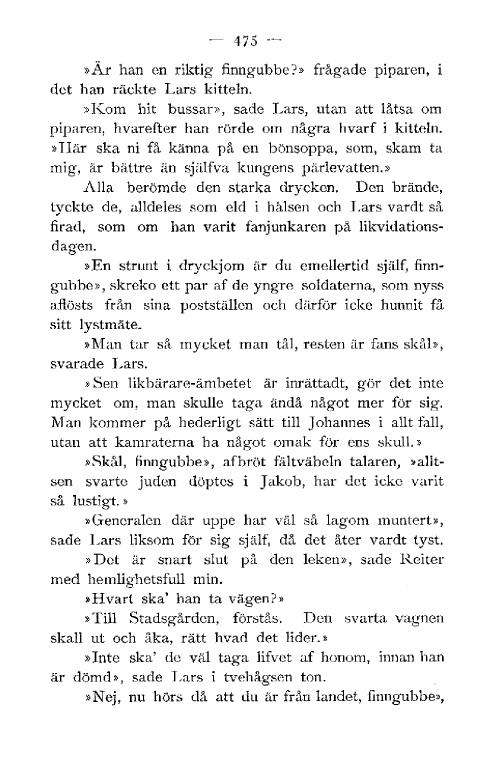 — 475 —
»Är han en riktig finngubbe?» frågade piparen, i
det han räckte Lars kitteln.
»Kom hit bussar», sade Lars, utan att låtsa om
piparen, hvarefter han rörde om några hvarf i kitteln.
»Här ska ni få känna på en bönsoppa, som, skam ta
mig, är bättre än själfva kungens pärlevatten.»
Alla berömde den starka drycken. Den brände,
tyckte de, alldeles som eld i halsen och Lars vardt så
firad, som om han varit fanjunkaren på likvidations-
dagen.
»En strunt i dryckjom är du emellertid själf, finn-
gubbe», skreko ett par af de yngre soldaterna, som nyss
aflösts från sina postställen och därför icke hunnit få
sitt lystmäte.
»Man tar så mycket man tål, resten är fans skål»,
svarade Lars.
»Sen likbärare-ämbetet är inrättadt, gör det inte
mycket om, man skulle taga ändå något mer för sig.
Man kommer på hederligt sätt till Johannes i allt fall,
utan att kamraterna ha något omak för ens skull.»
»Skål, finngubbe», afbröt fältväbeln talaren, »allt-
sen svarte juden döptes i Jakob, har det icke varit
så lustigt.»
»Generalen där uppe har väl så lagom muntert»,
sade Lars liksom för sig själf, då det åter vardt tyst.
»Det är snart slut på den leken», sade Reiter
med hemlighetsfull min.
»Hvart ska' han ta vägen?»
»Till Stadsgården, förstås. Den svarta vagnen
skall ut och åka, rätt hvad det lider.»
»Inte ska' de väl taga lifvet af honom, innan han
är dömd», sade Lars i tvehågsen ton.
»Nej, nu hörs då att du är från landet, finngubbe»,